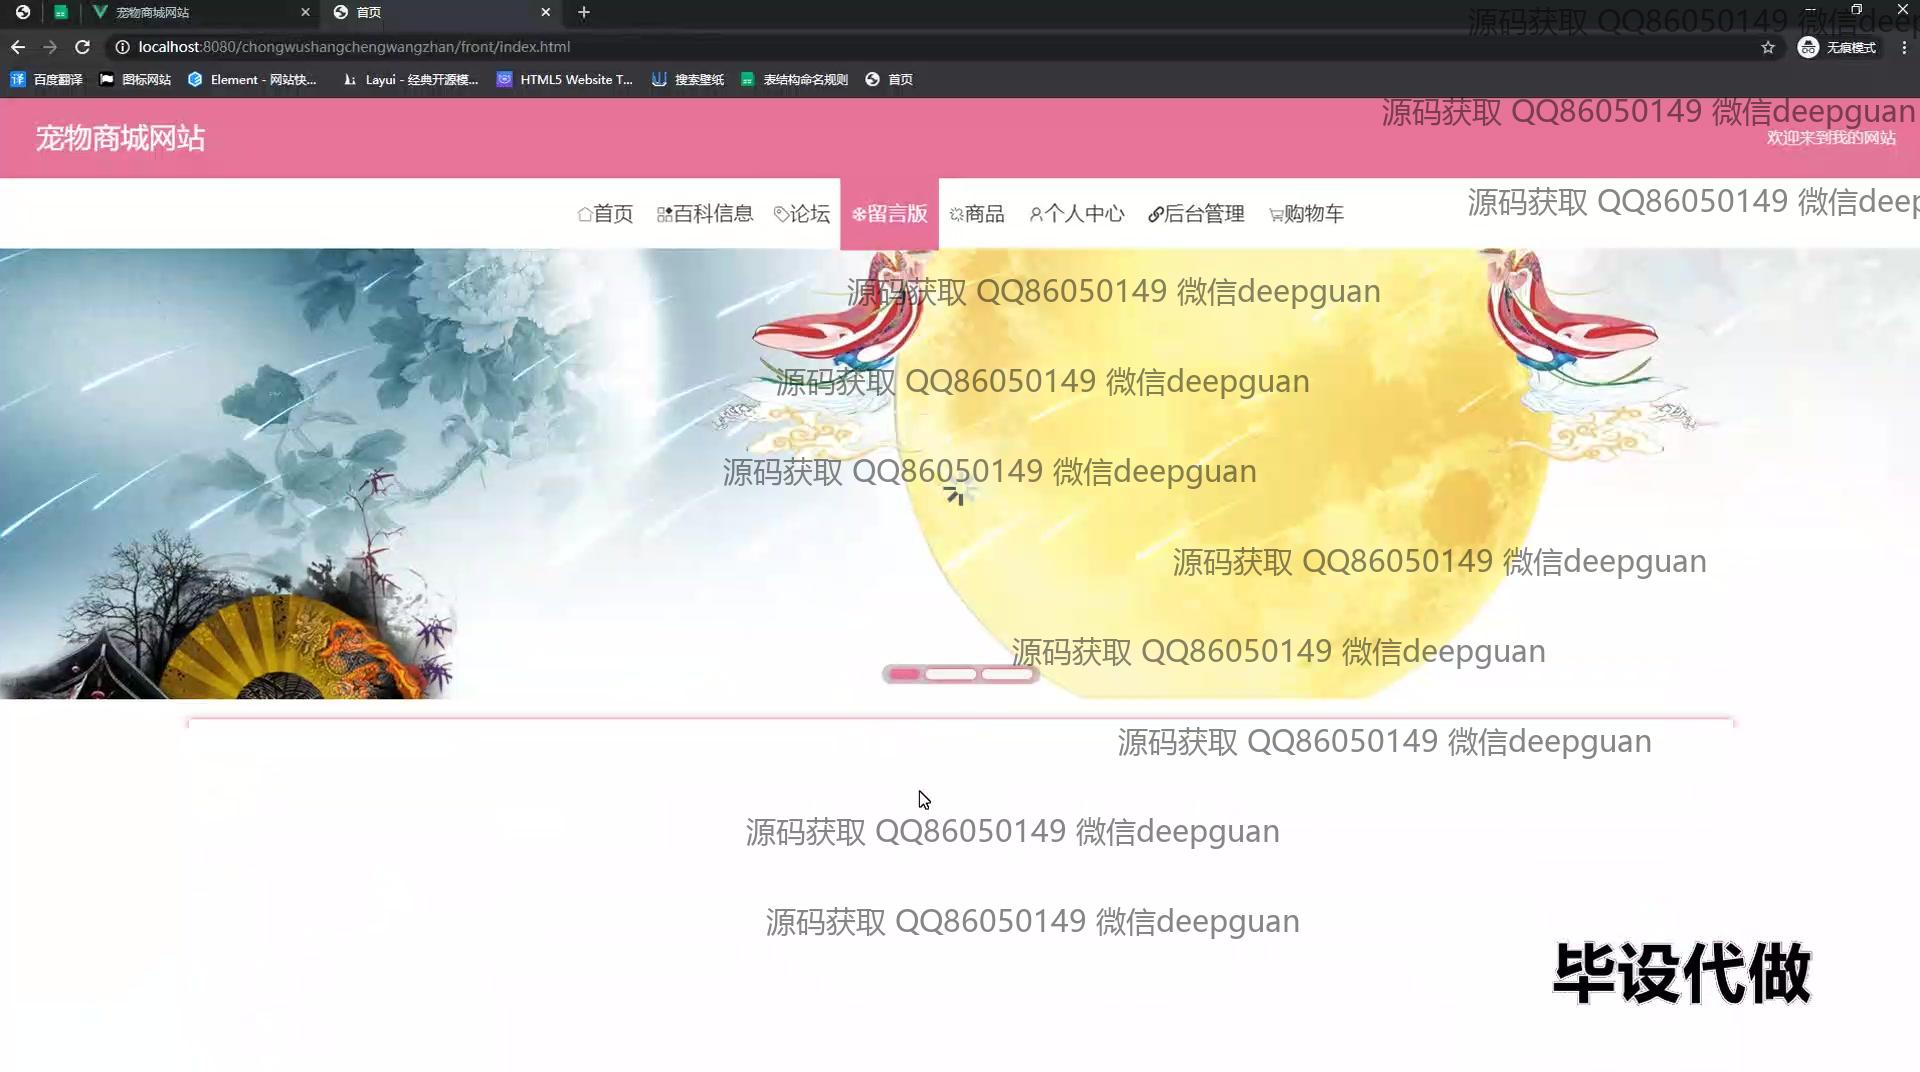 宠物商城网站
首页
源码获取 QQ86050149 微信deep
localhost:8080/chongwushangchengwangzhan/front/index.html
无痕模式
百度翻译
图标网站
Element - 网站快...
Layui - 经典开源模...
HTML5 Website T...
搜索壁纸
表结构命名规则
首页
源码获取 QQ86050149 微信deepguan
宠物商城网站
欢迎来到我的网站
源码获取 QQ86050149 微信deep
首页
百科信息
论坛
留言版
商品
个人中心
后台管理
购物车
源码获取 QQ86050149 微信deepguan
源码获取 QQ86050149 微信deepguan
源码获取 QQ86050149 微信deepguan
源码获取 QQ86050149 微信deepguan
源码获取 QQ86050149 微信deepguan
源码获取 QQ86050149 微信deepguan
源码获取 QQ86050149 微信deepguan
源码获取 QQ86050149 微信deepguan
毕设代做